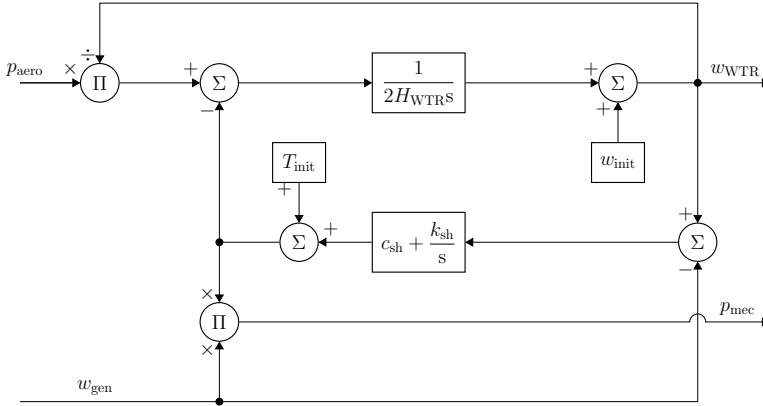 ÷
p_aero × Π + Σ 1/(2H_WTR s) + Σ w_WTR
− +
T_init w_init
+
Σ + c_sh + k_sh/s + Σ
−
×
Π p_mec
×
w_gen